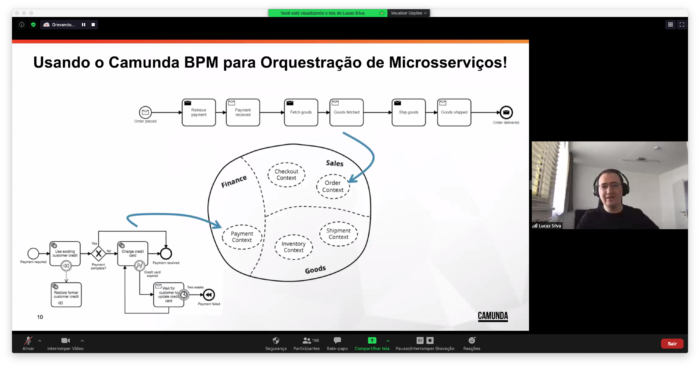 Você está visualizando a tela de Lucas Silva
Visualizar Opções
Gravando...
Usando o Camunda BPM para Orquestração de Microsserviços!
Order placed
Retrieve payment
Payment received
Fetch goods
Goods fetched
Ship goods
Goods shipped
Order delivered
Finance
Sales
Checkout
Context
Order
Context
Payment
Context
Shipment
Context
Inventory
Context
Goods
Payment required
Use existing
customer credit
Restore former
customer credit
Yes
No
Payment
complete?
Charge credit
card
Payment received
Credit card
expired
Wait for
customer to
update credit
card
Two weeks
Payment failed
10
CAMUNDA
Lucas Silva
Ativar
Interromper Vídeo
Segurança
Participantes
Bate-papo
Compartilhar tela
Pausar/Interromper Gravação
Reações
Sair